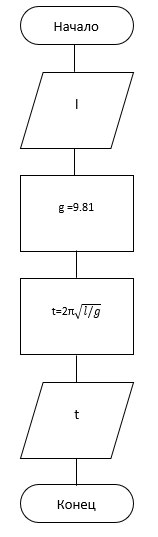 Начало
l
g =9.81
t=2π√l/g
t
Конец